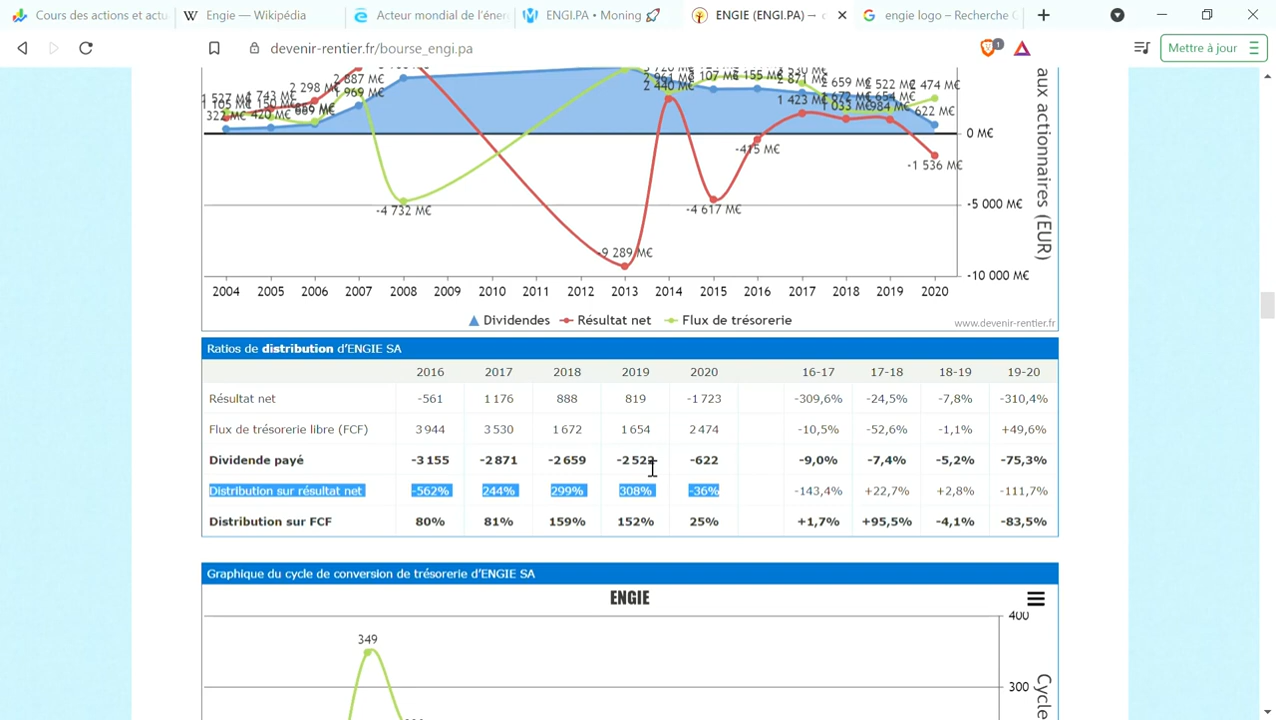 Cours des actions et actu
Engie — Wikipédia
Acteur mondial de l'éner
ENGI.PA • Moning 🚀
ENGIE (ENGI.PA) —
engie logo – Recherche G
devenir-rentier.fr/bourse_engi.pa
1
Mettre à jour
2 887 M€
1 969 M€
2 298 M€
322 M€
420 M€
2 961 M€
2 440 M€
1 423 M€
2 659 M€
2 522 M€
2 474 M€
1 672 M€
1 654 M€
1 033 M€
984 M€
622 M€
0 M€
-415 M€
-1 536 M€
-4 732 M€
-4 617 M€
-5 000 M€
-9 289 M€
-10 000 M€
aux actionnaires (EUR)
2004 2005 2006 2007 2008 2009 2010 2011 2012 2013 2014 2015 2016 2017 2018 2019 2020
Dividendes Résultat net Flux de trésorerie
www.devenir-rentier.fr
Ratios de distribution d'ENGIE SA
2016 2017 2018 2019 2020 16-17 17-18 18-19 19-20
Résultat net -561 1 176 888 819 -1 723 -309,6% -24,5% -7,8% -310,4%
Flux de trésorerie libre (FCF) 3 944 3 530 1 672 1 654 2 474 -10,5% -52,6% -1,1% +49,6%
Dividende payé -3 155 -2 871 -2 659 -2 522 -622 -9,0% -7,4% -5,2% -75,3%
Distribution sur résultat net -562% 244% 299% 308% -36% -143,4% +22,7% +2,8% -111,7%
Distribution sur FCF 80% 81% 159% 152% 25% +1,7% +95,5% -4,1% -83,5%
Graphique du cycle de conversion de trésorerie d'ENGIE SA
ENGIE
400
349
300
Cycle